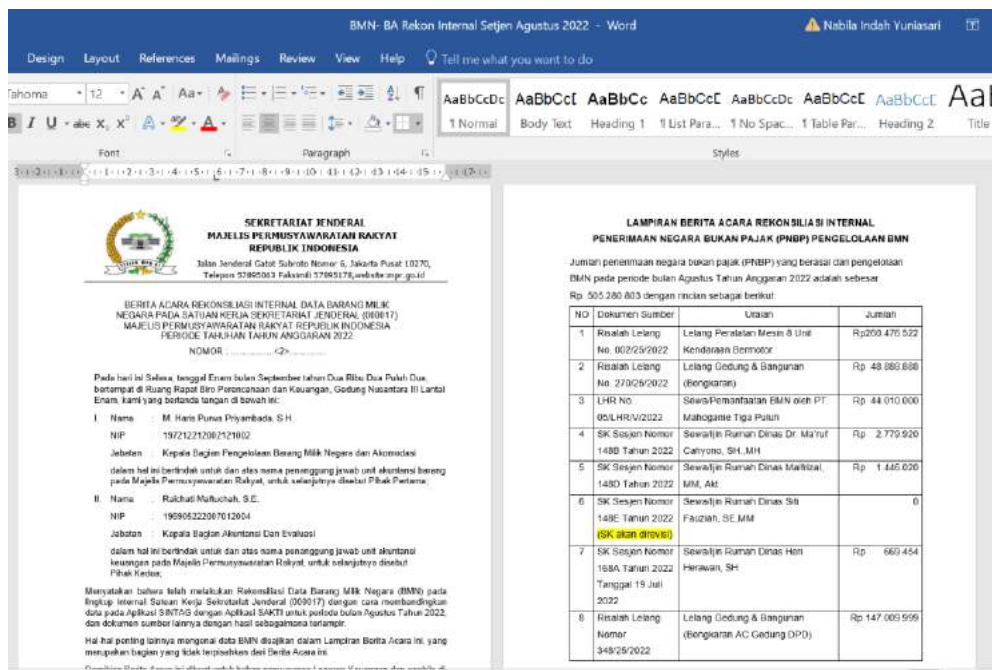 BMN- BA Rekon Internal Setjen Agustus 2022 - Word
Nabila Indah Yuniasari
Design Layout References Mailings Review View Help Tell me what you want to do
Tahoma 12
AaBbCcDc AaBbCcE AaBbCc AaBbCcE AaBbCcDc AaBbCcE AaBbCcE AaB
¶ Normal Body Text Heading 1 ¶ List Para... ¶ No Spac... ¶ Table Par... Heading 2 Title
Font Paragraph Styles
SEKRETARIAT JENDERAL
MAJELIS PERMUSYAWARATAN RAKYAT
REPUBLIK INDONESIA
Jalan Jenderal Gatot Subroto Nomor 6, Jakarta Pusat 10270,
Telepon 57895063 Faksimil 57895178, website:mpr.go.id
BERITA ACARA REKONSILIASI INTERNAL DATA BARANG MILIK
NEGARA PADA SATUAN KERJA SEKRETARIAT JENDERAL (000017)
MAJELIS PERMUSYAWARATAN RAKYAT REPUBLIK INDONESIA
PERIODE TAHUHAN TAHUN ANGGARAN 2022
NOMOR : ................<2>................
Pada hari ini Selasa, tanggal Enam bulan September tahun Dua Ribu Dua Puluh Dua,
bertempat di Ruang Rapat Biro Perencanaan dan Keuangan, Gedung Nusantara III Lantai
Enam, kami yang bertanda tangan di bawah ini:
I. Nama : M. Haris Purwa Priyambada, S.H.
NIP : 197212212002121002
Jabatan : Kepala Bagian Pengelolaan Barang Milik Negara dan Akomodasi
dalam hal ini bertindak untuk dan atas nama penanggung jawab unit akuntansi barang
pada Majelis Permusyawaratan Rakyat, untuk selanjutnya disebut Pihak Pertama;
II. Nama : Raichati Maftuchah, S.E.
NIP : 196905222007012004
Jabatan : Kepala Bagian Akuntansi Dan Evaluasi
dalam hal ini bertindak untuk dan atas nama penanggung jawab unit akuntansi
keuangan pada Majelis Permusyawaratan Rakyat, untuk selanjutnya disebut
Pihak Kedua;
Menyatakan bahwa telah melakukan Rekonsiliasi Data Barang Milik Negara (BMN) pada
lingkup internal Satuan Kerja Sekretariat Jenderal (000017) dengan cara membandingkan
data pada Aplikasi SINTAG dengan Aplikasi SAKTI untuk periode bulan Agustus Tahun 2022,
dan dokumen sumber lainnya dengan hasil sebagaimana terlampir.
Hal-hal penting lainnya mengenai data BMN disajikan dalam Lampiran Berita Acara ini, yang
merupakan bagian yang tidak terpisahkan dari Berita Acara ini.
LAMPIRAN BERITA ACARA REKONSILIASI INTERNAL
PENERIMAAN NEGARA BUKAN PAJAK (PNBP) PENGELOLAAN BMN
Jumlah penerimaan negara bukan pajak (PNBP) yang berasal dari pengelolaan
BMN pada periode bulan Agustus Tahun Anggaran 2022 adalah sebesar
Rp. 505.280.803 dengan rincian sebagai berikut:
NO Dokumen Sumber Uraian Jumlah
1 Risalah Lelang Lelang Peralatan Mesin 8 Unit Rp260.476.522
No. 002/25/2022 Kendaraan Bermotor
2 Risalah Lelang Lelang Gedung & Bangunan Rp 48.888.888
No. 270/25/2022 (Bongkaran)
3 LHR No. Sewa/Pemanfaatan BMN oleh PT. Rp 44.010.000
05/LHR/V/2022 Mahoganie Tiga Puluh
4 SK Sesjen Nomor Sewa/Ijin Rumah Dinas Dr. Ma'ruf Rp 2.779.920
148B Tahun 2022 Cahyono, SH.,MH
5 SK Sesjen Nomor Sewa/Ijin Rumah Dinas Maifrizal, Rp 1.446.020
148D Tahun 2022 MM, Akt
6 SK Sesjen Nomor Sewa/Ijin Rumah Dinas Siti 0
148E Tahun 2022 Fauziah, SE,MM
(SK akan direvisi)
7 SK Sesjen Nomor Sewa/Ijin Rumah Dinas Heri Rp 669.454
168A Tahun 2022 Herawan, SH
Tanggal 19 Juli
2022
8 Risalah Lelang Lelang Gedung & Bangunan Rp 147.009.999
Nomor (Bongkaran AC Gedung DPD)
348/25/2022